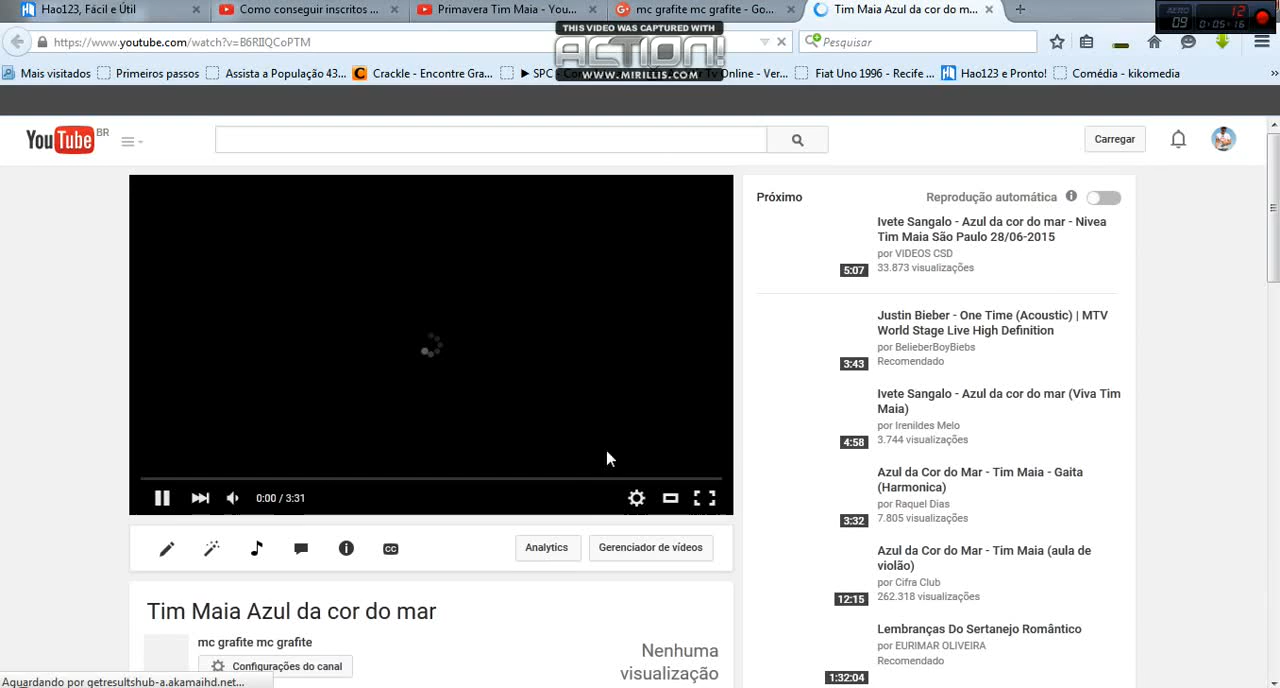 Hao123, Fácil e Útil
Como conseguir inscritos ...
Primavera Tim Maia - You...
mc grafite mc grafite - Go...
Tim Maia Azul da cor do m...
AERO
09
12
0:05:16
https://www.youtube.com/watch?v=B6RIIQCoPTM
THIS VIDEO WAS CAPTURED WITH
ACTION!
WWW.MIRILLIS.COM
Pesquisar
Mais visitados
Primeiros passos
Assista a População 43...
Crackle - Encontre Gra...
SPC
Tv Online - Ver...
Fiat Uno 1996 - Recife ...
Hao123 e Pronto!
Comédia - kikomedia
»
YouTube BR
Carregar
Próximo
Reprodução automática
Ivete Sangalo - Azul da cor do mar - Nivea
Tim Maia São Paulo 28/06-2015
por VIDEOS CSD
33.873 visualizações
5:07
Justin Bieber - One Time (Acoustic) | MTV
World Stage Live High Definition
por BelieberBoyBiebs
Recomendado
3:43
Ivete Sangalo - Azul da cor do mar (Viva Tim
Maia)
por Irenildes Melo
3.744 visualizações
4:58
Azul da Cor do Mar - Tim Maia - Gaita
(Harmonica)
por Raquel Dias
7.805 visualizações
3:32
Azul da Cor do Mar - Tim Maia (aula de
violão)
por Cifra Club
262.318 visualizações
12:15
Lembranças Do Sertanejo Romântico
por EURIMAR OLIVEIRA
Recomendado
1:32:04
0:00 / 3:31
CC
Analytics
Gerenciador de vídeos
Tim Maia Azul da cor do mar
mc grafite mc grafite
Configurações do canal
Nenhuma
visualização
Aguardando por getresultshub-a.akamaihd.net...